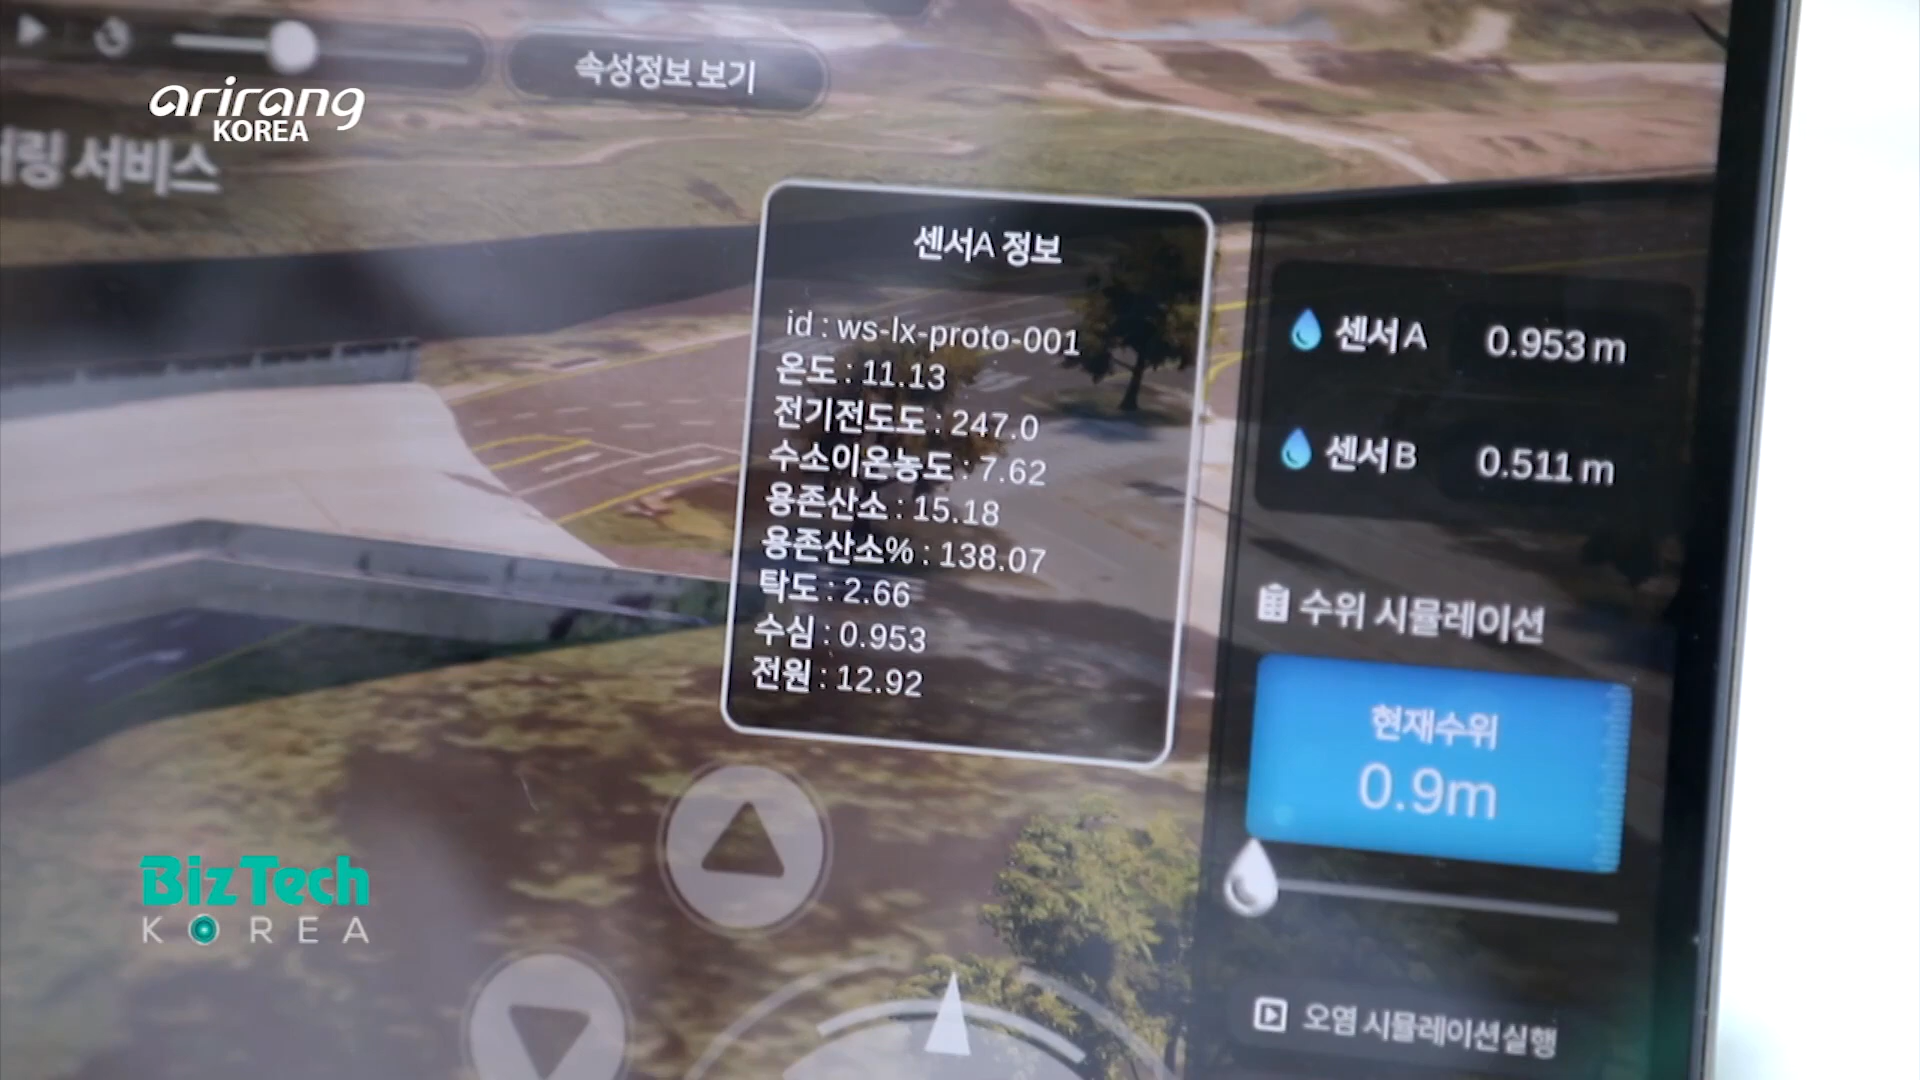 속성정보 보기
arirang
KOREA
링 서비스
센서A 정보
id : ws-lx-proto-001
온도 : 11.13
전기전도도 : 247.0
수소이온농도 : 7.62
용존산소 : 15.18
용존산소% : 138.07
탁도 : 2.66
수심 : 0.953
전원 : 12.92
센서 A 0.953 m
센서 B 0.511 m
수위 시뮬레이션
현재수위
0.9m
오염 시뮬레이션실행
BizTech
KOREA